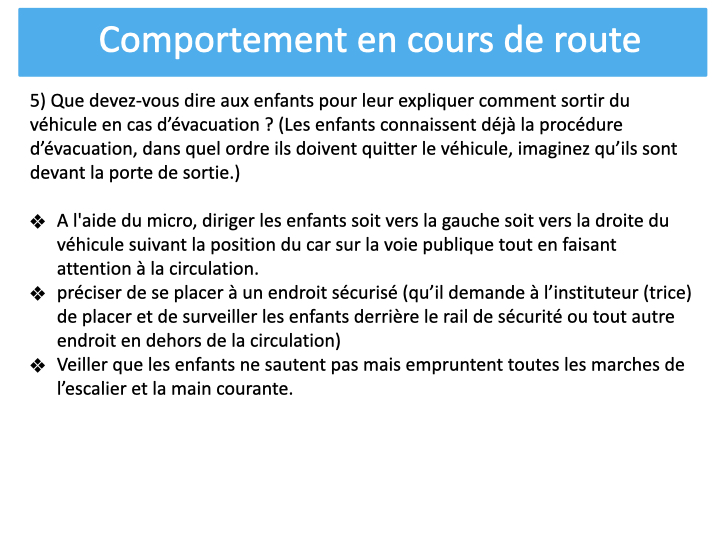 Comportement en cours de route
5) Que devez-vous dire aux enfants pour leur expliquer comment sortir du
véhicule en cas d’évacuation ? (Les enfants connaissent déjà la procédure
d’évacuation, dans quel ordre ils doivent quitter le véhicule, imaginez qu’ils sont
devant la porte de sortie.)
❖ A l'aide du micro, diriger les enfants soit vers la gauche soit vers la droite du
véhicule suivant la position du car sur la voie publique tout en faisant
attention à la circulation.
❖ préciser de se placer à un endroit sécurisé (qu’il demande à l’instituteur (trice)
de placer et de surveiller les enfants derrière le rail de sécurité ou tout autre
endroit en dehors de la circulation)
❖ Veiller que les enfants ne sautent pas mais empruntent toutes les marches de
l’escalier et la main courante.